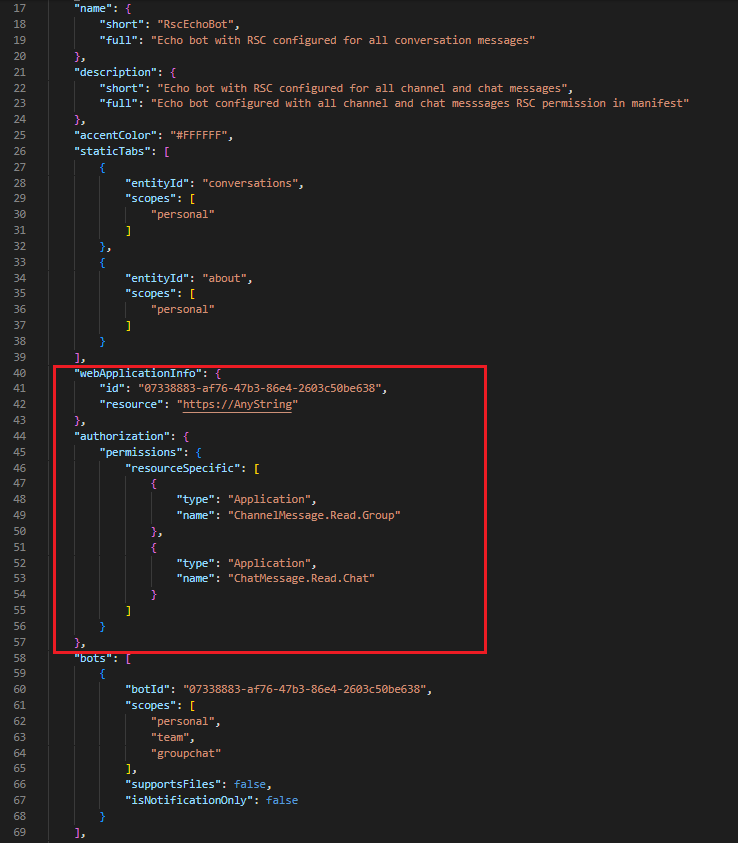 17 "name": {
18 "short": "RscEchoBot",
19 "full": "Echo bot with RSC configured for all conversation messages"
20 },
21 "description": {
22 "short": "Echo bot with RSC configured for all channel and chat messages",
23 "full": "Echo bot configured with all channel and chat messsages RSC permission in manifest"
24 },
25 "accentColor": "#FFFFFF",
26 "staticTabs": [
27 {
28 "entityId": "conversations",
29 "scopes": [
30 "personal"
31 ]
32 },
33 {
34 "entityId": "about",
35 "scopes": [
36 "personal"
37 ]
38 }
39 ],
40 "webApplicationInfo": {
41 "id": "07338883-af76-47b3-86e4-2603c50be638",
42 "resource": "https://AnyString"
43 },
44 "authorization": {
45 "permissions": {
46 "resourceSpecific": [
47 {
48 "type": "Application",
49 "name": "ChannelMessage.Read.Group"
50 },
51 {
52 "type": "Application",
53 "name": "ChatMessage.Read.Chat"
54 }
55 ]
56 }
57 },
58 "bots": [
59 {
60 "botId": "07338883-af76-47b3-86e4-2603c50be638",
61 "scopes": [
62 "personal",
63 "team",
64 "groupchat"
65 ],
66 "supportsFiles": false,
67 "isNotificationOnly": false
68 }
69 ],